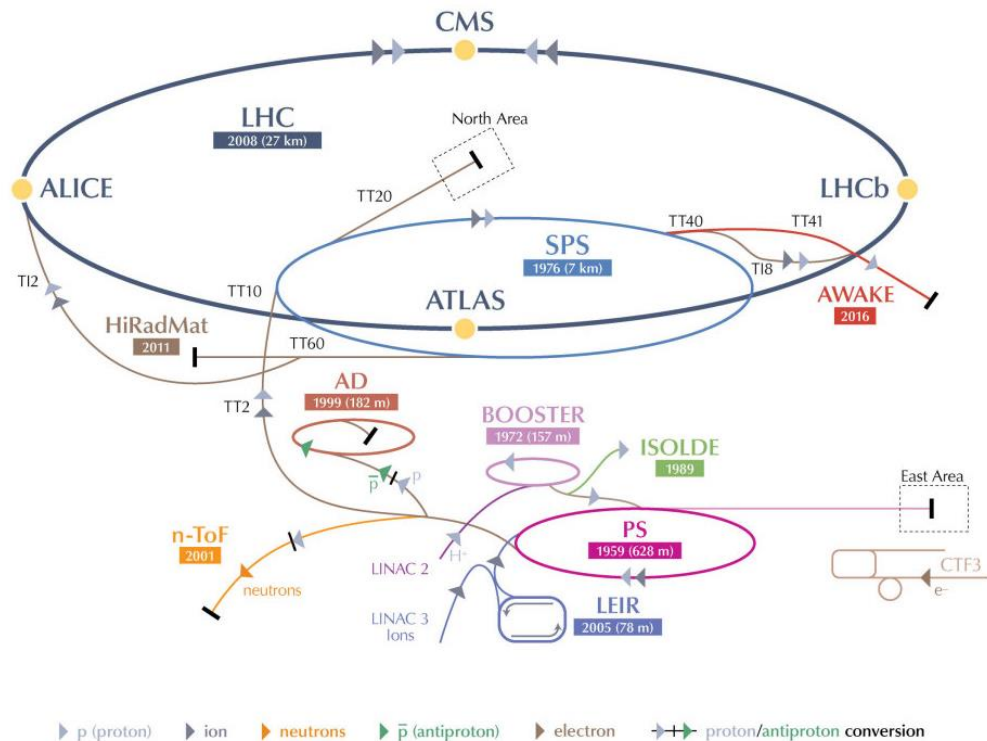 CMS
LHC
2008 (27 km)
North Area
ALICE
TT20
LHCb
TT40
TT41
SPS
1976 (7 km)
TI2
TT10
TI8
ATLAS
AWAKE
2016
HiRadMat
2011
TT60
AD
1999 (182 m)
TT2
BOOSTER
1972 (157 m)
ISOLDE
1989
p̅
p
East Area
n-ToF
2001
PS
1959 (628 m)
H⁺
LINAC 2
neutrons
CTF3
e⁻
LEIR
2005 (78 m)
LINAC 3
Ions
p (proton)
ion
neutrons
p̅ (antiproton)
electron
proton/antiproton conversion